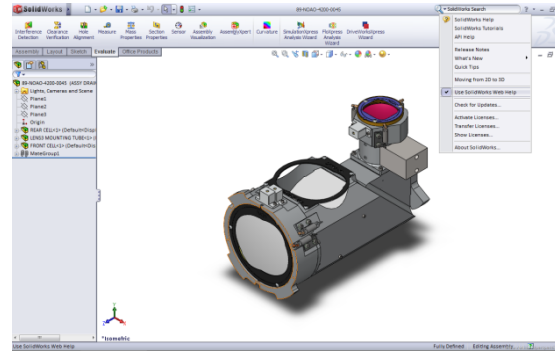 SolidWorks
89-NOAO-4200-0045
SolidWorks Search
Interference Detection
Clearance Verification
Hole Alignment
Measure
Mass Properties
Section Properties
Sensor
Assembly Visualization
AssemblyXpert
Curvature
SimulationXpress Analysis Wizard
FloXpress Analysis Wizard
DriveWorksXpress Wizard
Assembly
Layout
Sketch
Evaluate
Office Products
SolidWorks Help
SolidWorks Tutorials
API Help
Release Notes
What's New
Quick Tips
Moving from 2D to 3D
Use SolidWorks Web Help
Check for Updates...
Activate Licenses...
Transfer Licenses...
Show Licenses...
About SolidWorks...
89-NOAO-4200-0045 (ASSY DRAW
Lights, Cameras and Scene
Plane1
Plane2
Plane3
Origin
REAR CELL<1> (Default<Disp
LENSS MOUNTING TUBE<1> (
FRONT CELL<1> (Default<Dis
MateGroup1
*Isometric
Use SolidWorks Web Help
Fully Defined
Editing Assembly